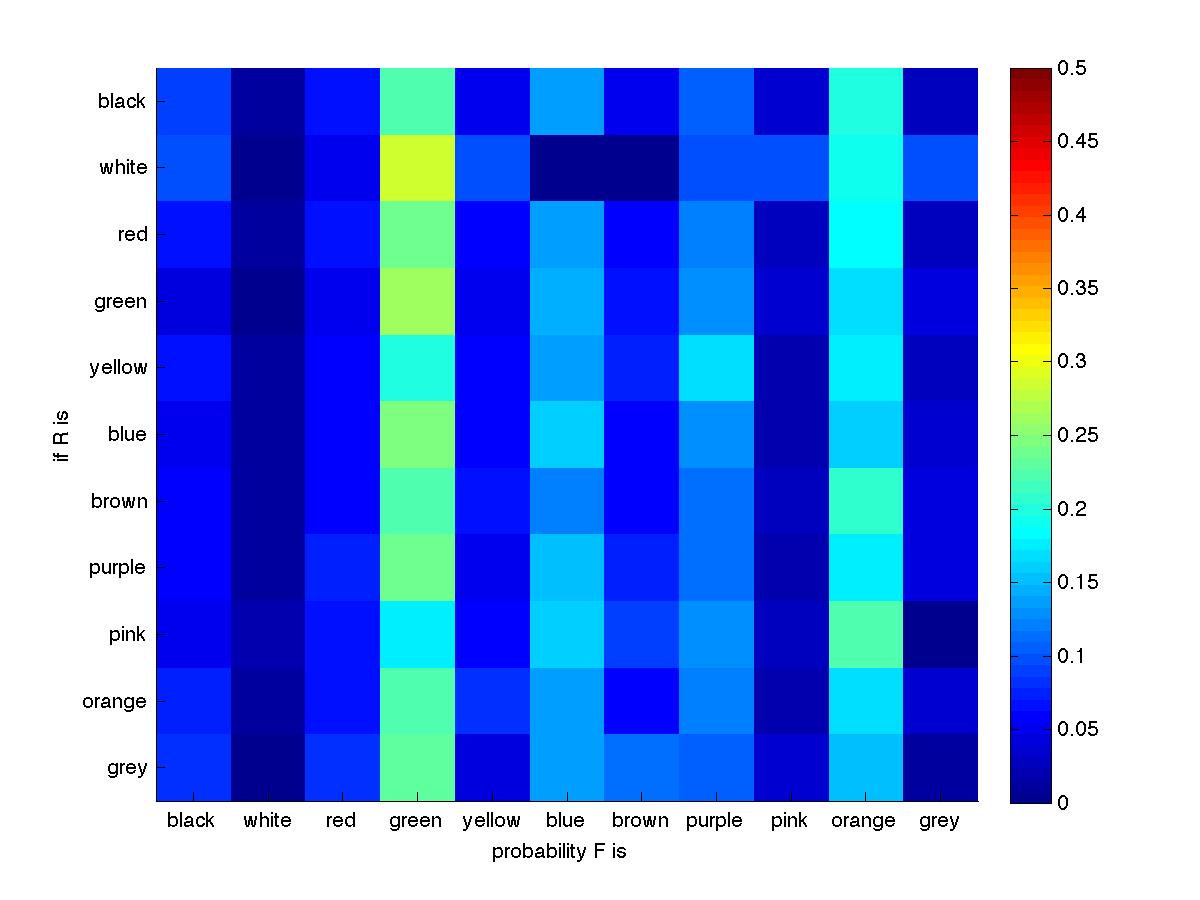 black
white
red
green
yellow
blue
brown
purple
pink
orange
grey
if R is
black white red green yellow blue brown purple pink orange grey
probability F is
0.5
0.45
0.4
0.35
0.3
0.25
0.2
0.15
0.1
0.05
0